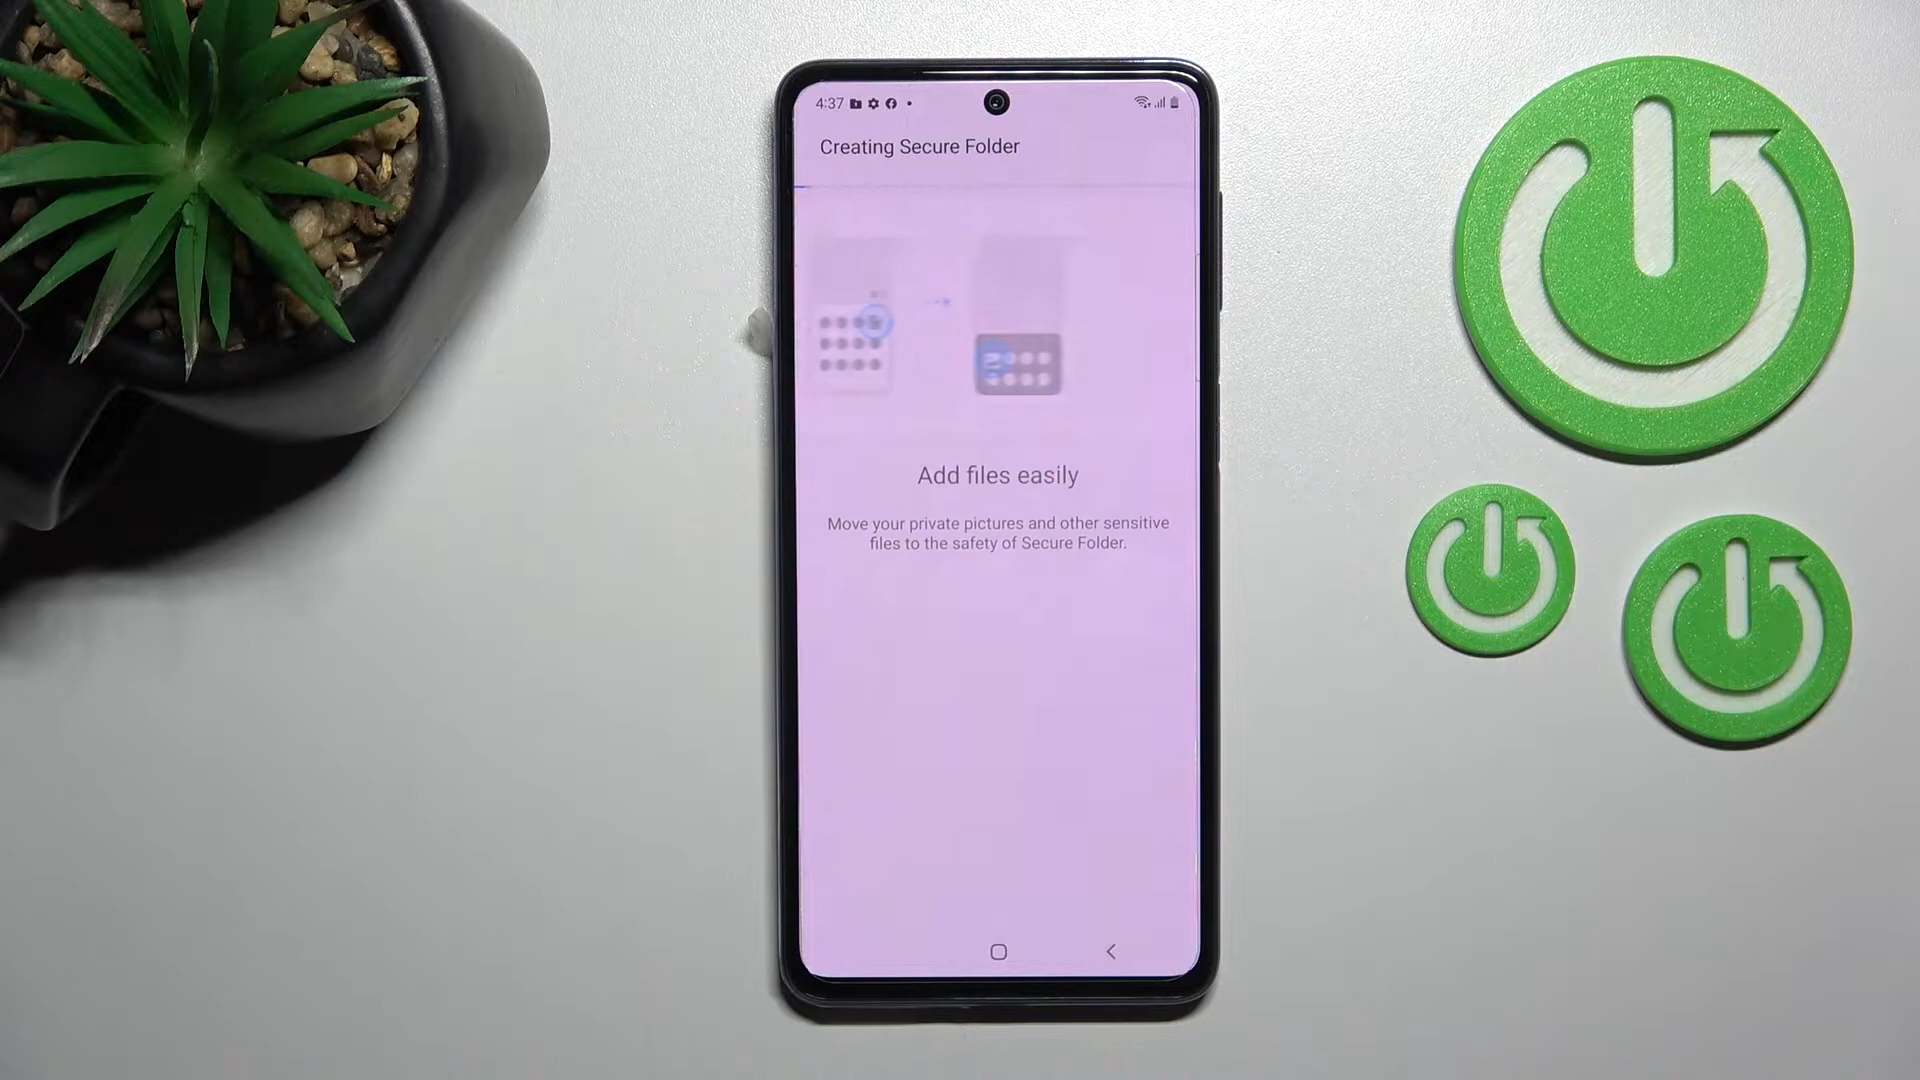 4:37
Creating Secure Folder
Add files easily
Move your private pictures and other sensitive
files to the safety of Secure Folder.